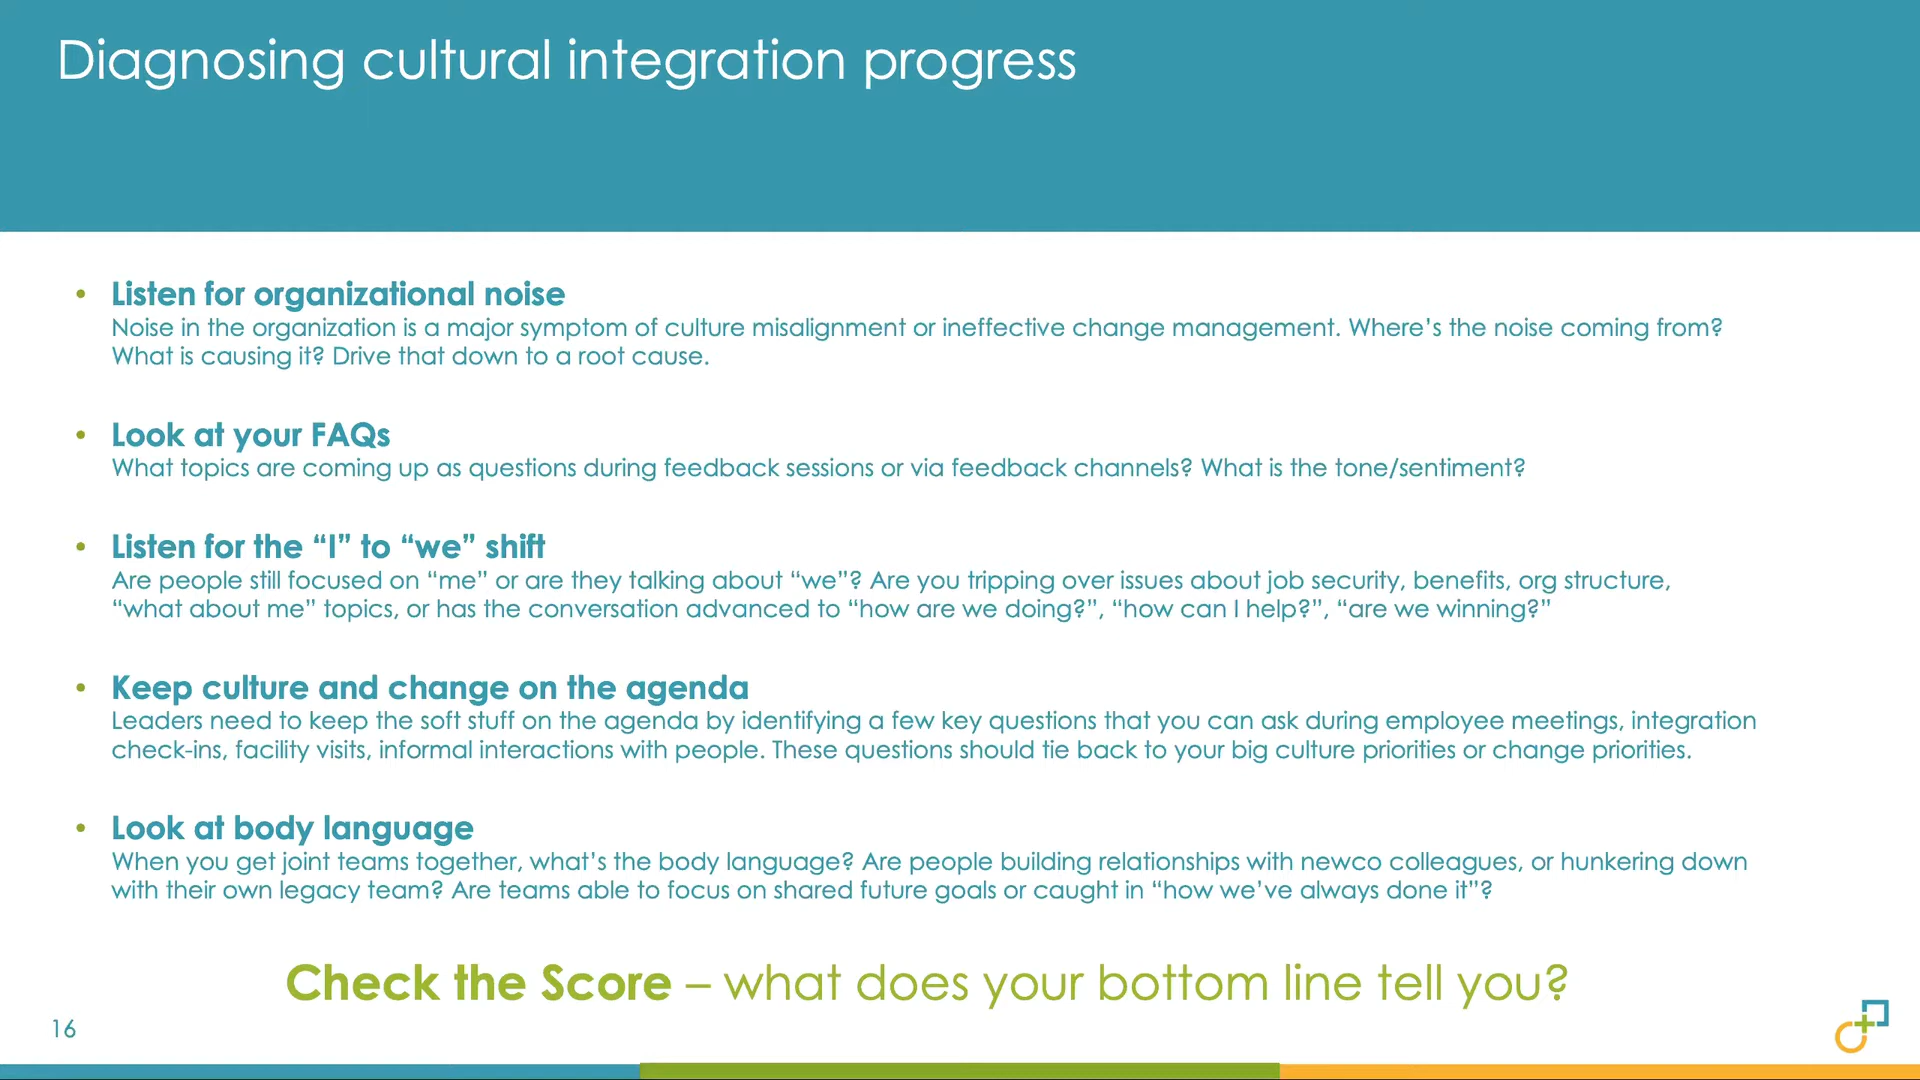 Diagnosing cultural integration progress
• Listen for organizational noise
Noise in the organization is a major symptom of culture misalignment or ineffective change management. Where’s the noise coming from?
What is causing it? Drive that down to a root cause.
• Look at your FAQs
What topics are coming up as questions during feedback sessions or via feedback channels? What is the tone/sentiment?
• Listen for the “I” to “we” shift
Are people still focused on “me” or are they talking about “we”? Are you tripping over issues about job security, benefits, org structure,
“what about me” topics, or has the conversation advanced to “how are we doing?”, “how can I help?”, “are we winning?”
• Keep culture and change on the agenda
Leaders need to keep the soft stuff on the agenda by identifying a few key questions that you can ask during employee meetings, integration
check-ins, facility visits, informal interactions with people. These questions should tie back to your big culture priorities or change priorities.
• Look at body language
When you get joint teams together, what’s the body language? Are people building relationships with newco colleagues, or hunkering down
with their own legacy team? Are teams able to focus on shared future goals or caught in “how we’ve always done it”?
Check the Score – what does your bottom line tell you?
16